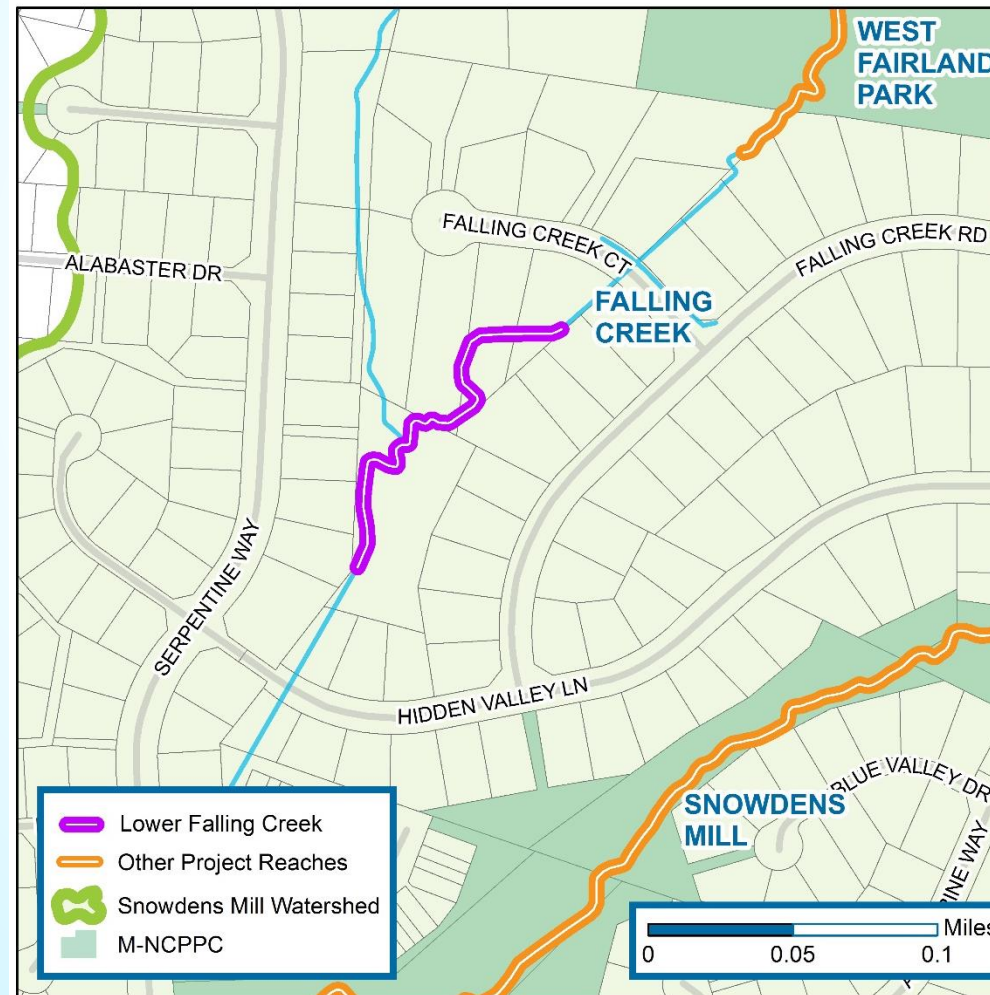 WEST
FAIRLAND
PARK
FALLING CREEK CT
FALLING CREEK RD
ALABASTER DR
FALLING
CREEK
SERPENTINE WAY
HIDDEN VALLEY LN
SNOWDENS
MILL
BLUE VALLEY DR
PINE WAY
Lower Falling Creek
Other Project Reaches
Snowdens Mill Watershed
M-NCPPC
Miles
0 0.05 0.1